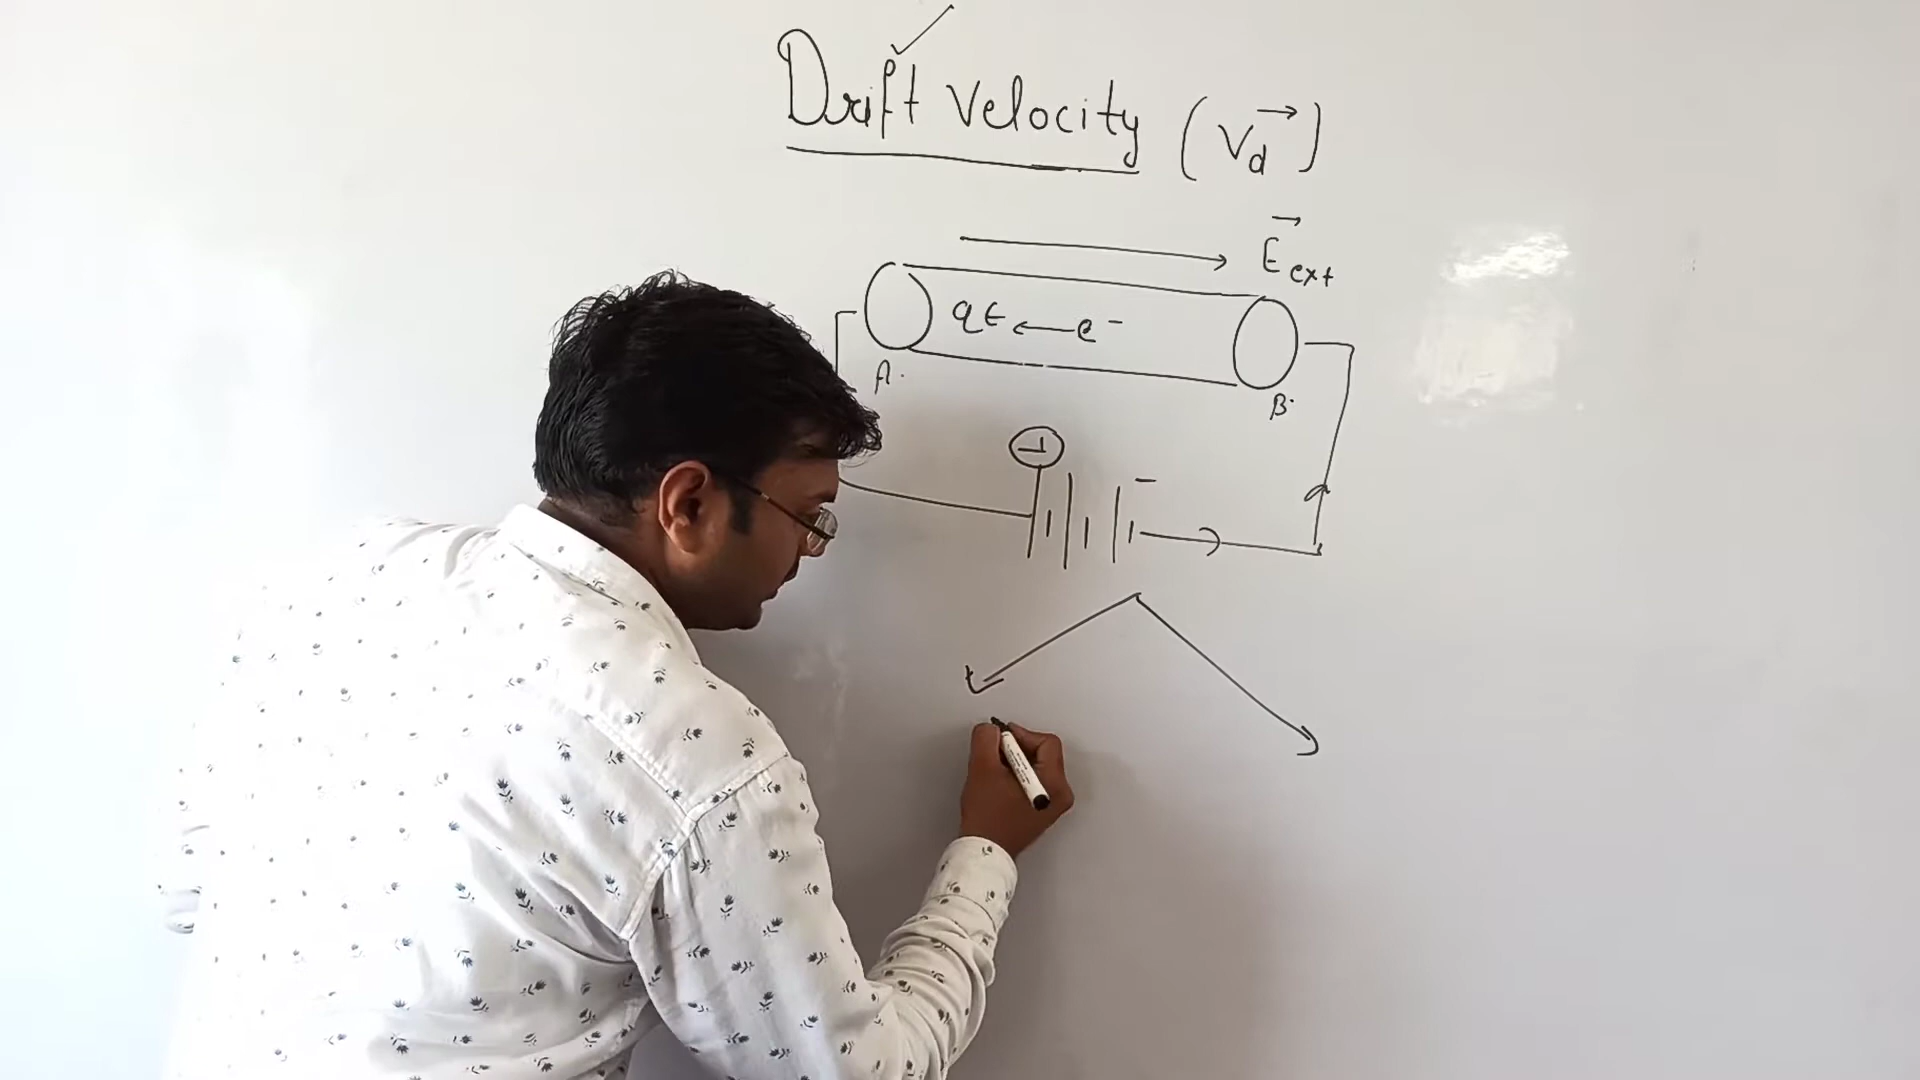 Drift Velocity (Vd)
E ext
qE ← e⁻
A.
B.
+ −